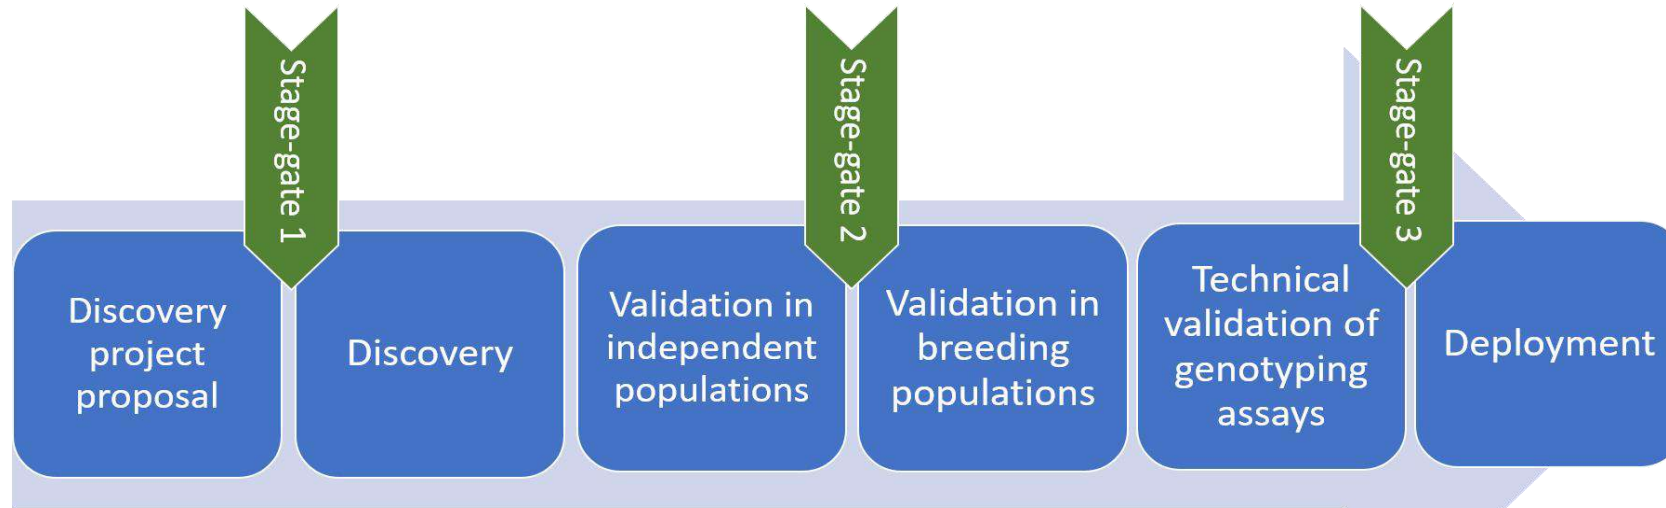 Stage-gate 1
Stage-gate 2
Stage-gate 3
Discovery
project
proposal
Discovery
Validation in
independent
populations
Validation in
breeding
populations
Technical
validation of
genotyping
assays
Deployment